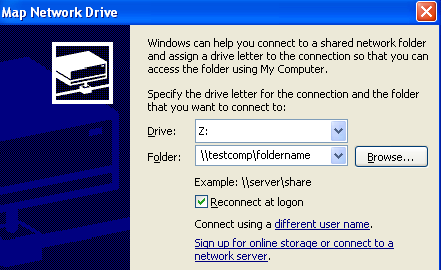 Map Network Drive
Windows can help you connect to a shared network folder
and assign a drive letter to the connection so that you can
access the folder using My Computer.
Specify the drive letter for the connection and the folder
that you want to connect to:
Drive: Z:
Folder: \\testcomp\foldername Browse...
Example: \\server\share
Reconnect at logon
Connect using a different user name.
Sign up for online storage or connect to a
network server.